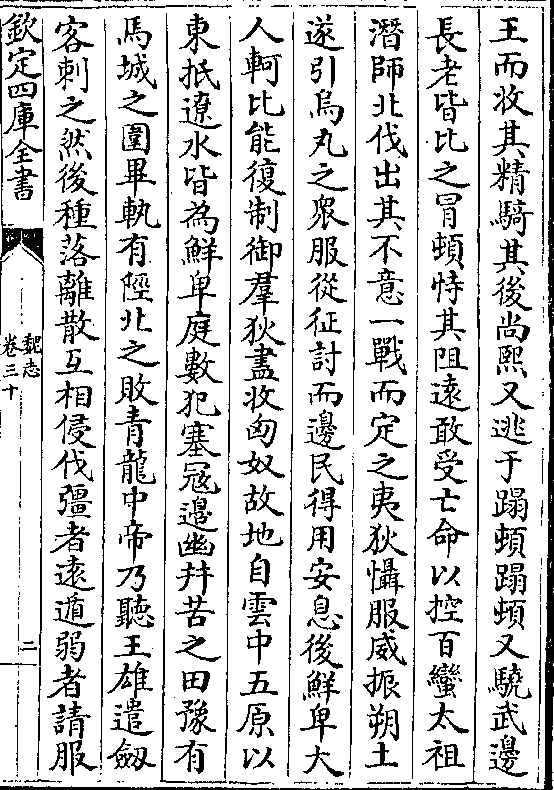 王而收其精騎其後尚熙又逃于蹋頓蹋頓又驍武邊
長老皆比之冒頓恃其阻遠敢受亡命以控百蠻太祖
潛師北伐出其不意一戰而定之夷狄懾服威振朔土
遂引烏丸之衆服從征討而邊民得用安息後鮮卑大
人軻比能復制御羣狄盡收匈奴故地自雲中五原以
東抵遼水皆為鮮卑庭數犯塞冦邊幽并苦之田豫有
馬城之圍畢軌有陘北之敗青龍中帝乃聽王雄遣劔
客刺之然後種落離散互相侵伐彊者遠遁弱者請服
欽定四庫全書
魏志
卷三十
二